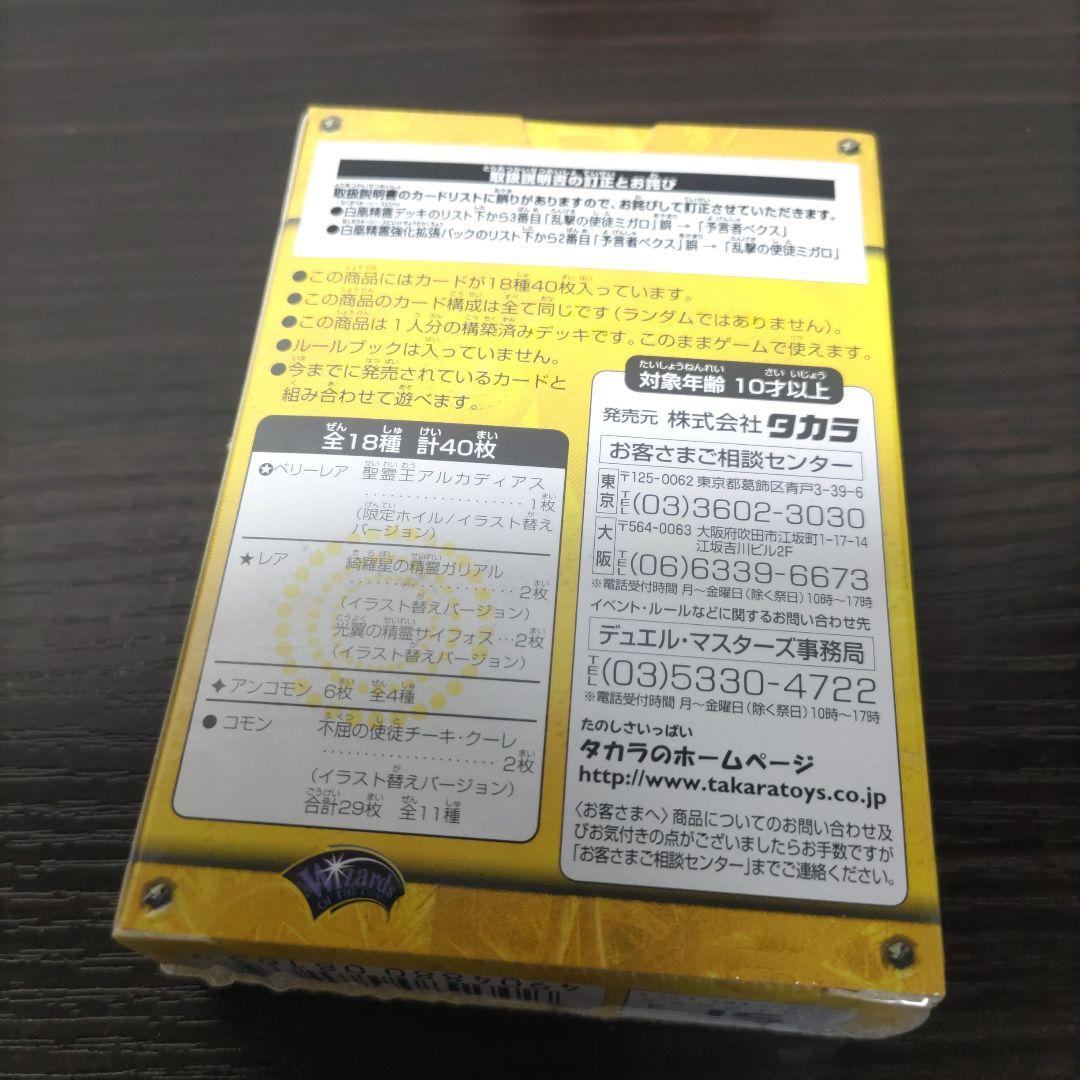 取扱説明書の訂正とお詫び
取扱説明書のカードリストに誤りがありますので、お詫びして訂正させていただきます。
●白凰精霊デッキのリスト下から3番目「乱撃の使徒ミガロ」誤 → 「予言者ベクス」
●白凰精霊強化拡張パックのリスト下から2番目「予言者ベクス」誤 → 「乱撃の使徒ミガロ」
●この商品にはカードが18種40枚入っています。
●この商品のカード構成は全て同じです(ランダムではありません)。
●この商品は1人分の構築済みデッキです。このままゲームで使えます。
●ルールブックは入っていません。
●今までに発売されているカードと
組み合わせて遊べます。
全18種 計40枚
ベリーレア 聖霊王アルカディアス
...................1枚
(限定ホイル/イラスト替え
バージョン)
★レア 綺羅星の精霊ガリアル
...................2枚
(イラスト替えバージョン)
光翼の精霊サイフォス…2枚
(イラスト替えバージョン)
アンコモン 6枚 全4種
●コモン 不屈の使徒チーキ・クーレ
...................2枚
(イラスト替えバージョン)
合計29枚 全11種
Wizards
OF THE COAST
対象年齢 10才以上
発売元 株式会社 タカラ
お客さまご相談センター
東京 〒125-0062 東京都葛飾区青戸3-39-6
TEL (03)3602-3030
大阪 〒564-0063 大阪府吹田市江坂町1-17-14
江坂吉川ビル2F
TEL (06)6339-6673
※電話受付時間 月〜金曜日(除く祭日)10時〜17時
イベント・ルールなどに関するお問い合わせ先
デュエル・マスターズ事務局
TEL (03)5330-4722
※電話受付時間 月〜金曜日(除く祭日)10時〜17時
たのしさいっぱい
タカラのホームページ
http://www.takaratoys.co.jp
〈お客さまへ〉商品についてのお問い合わせ及
びお気付きの点がございましたらお手数ですが
「お客さまご相談センター」までご連絡ください。